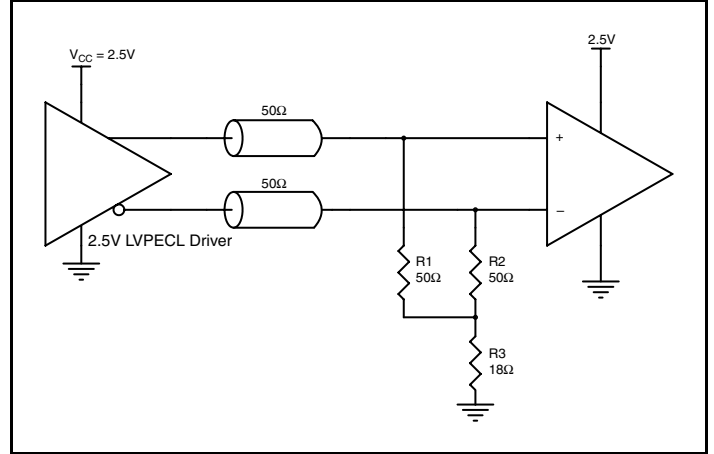 V_CC = 2.5V
2.5V
50Ω
+
50Ω
–
2.5V LVPECL Driver
R1
50Ω
R2
50Ω
R3
18Ω